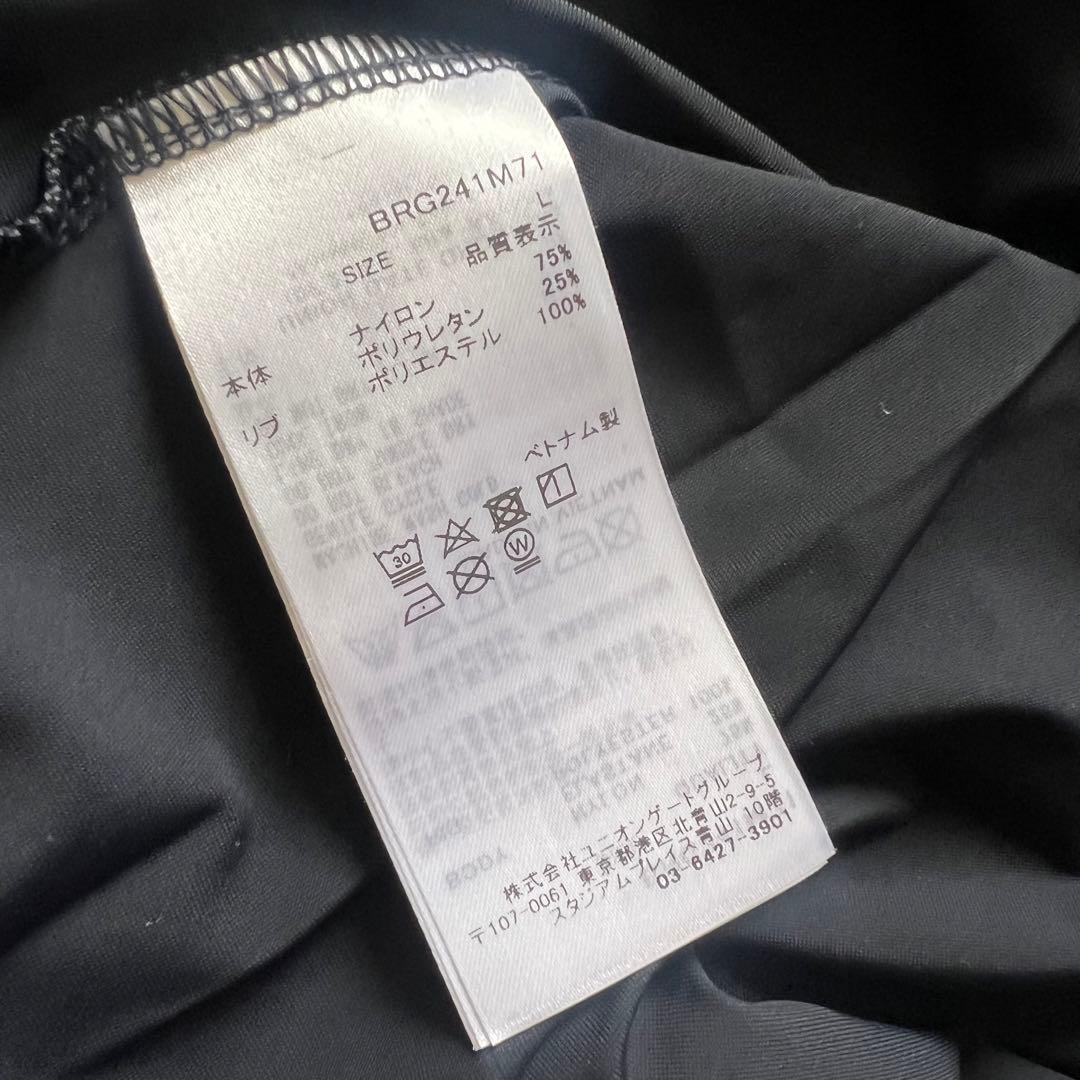 BRG241M71
SIZE L
品質表示
本体 ナイロン 75%
ポリウレタン 25%
リブ ポリエステル 100%
ベトナム製
30
W
株式会社ユニオンゲートグループ
〒107-0061 東京都港区北青山2-9-5
スタジアムプレイス青山 10階
03-6427-3901